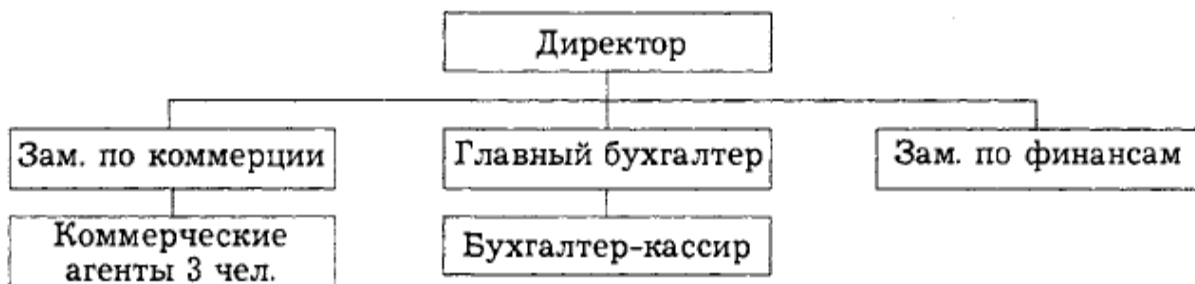 Директор
Зам. по коммерции
Главный бухгалтер
Зам. по финансам
Коммерческие
агенты 3 чел.
Бухгалтер-кассир